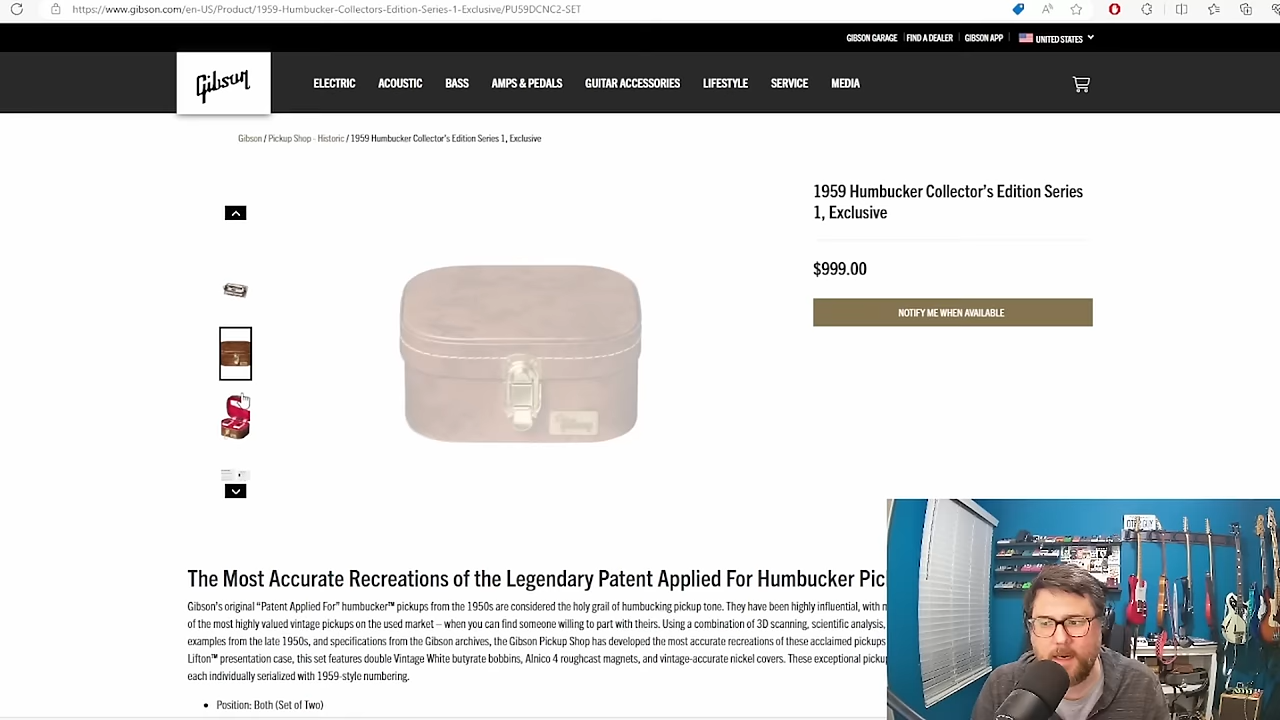 https://www.gibson.com/en-US/Product/1959-Humbucker-Collectors-Edition-Series-1-Exclusive/PU59DCNC2-SET
GIBSON GARAGE | FIND A DEALER | GIBSON APP | UNITED STATES
Gibson
ELECTRIC ACOUSTIC BASS AMPS & PEDALS GUITAR ACCESSORIES LIFESTYLE SERVICE MEDIA
Gibson / Pickup Shop - Historic / 1959 Humbucker Collector's Edition Series 1, Exclusive
1959 Humbucker Collector's Edition Series
1, Exclusive
$999.00
NOTIFY ME WHEN AVAILABLE
The Most Accurate Recreations of the Legendary Patent Applied For Humbucker Pic
Gibson's original “Patent Applied For” humbucker™ pickups from the 1950s are considered the holy grail of humbucking pickup tone. They have been highly influential, with
of the most highly valued vintage pickups on the used market – when you can find someone willing to part with theirs. Using a combination of 3D scanning, scientific analysis,
examples from the late 1950s, and specifications from the Gibson archives, the Gibson Pickup Shop has developed the most accurate recreations of these acclaimed pickups
Lifton™ presentation case, this set features double Vintage White butyrate bobbins, Alnico 4 roughcast magnets, and vintage-accurate nickel covers. These exceptional
each individually serialized with 1959-style numbering.
• Position: Both (Set of Two)